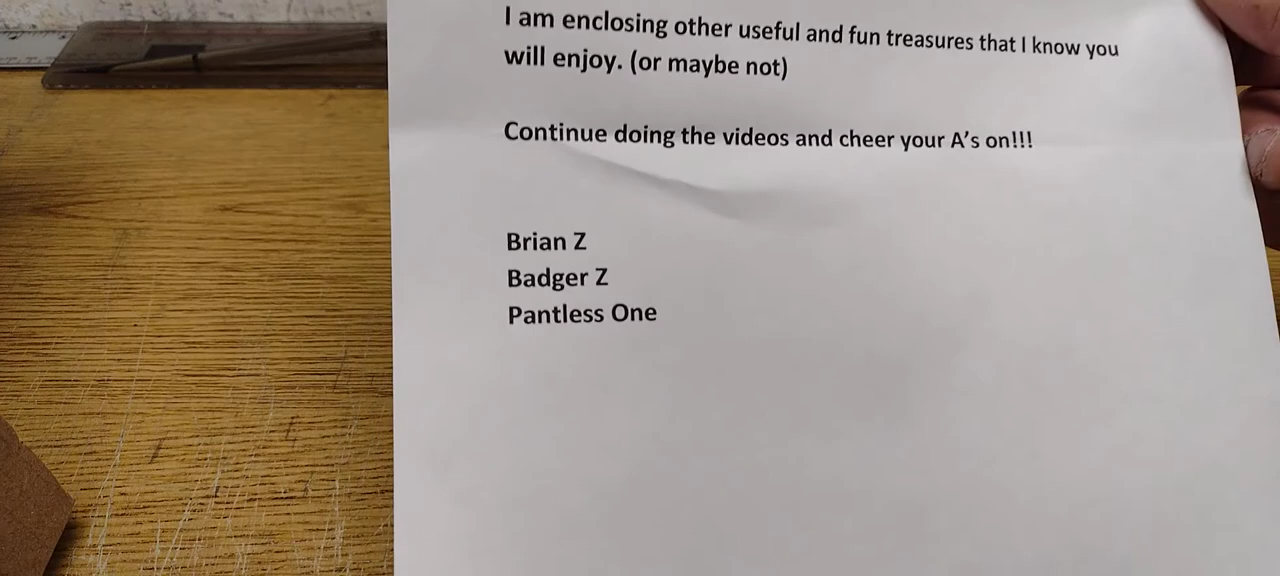 I am enclosing other useful and fun treasures that I know you
will enjoy. (or maybe not)
Continue doing the videos and cheer your A's on!!!
Brian Z
Badger Z
Pantless One